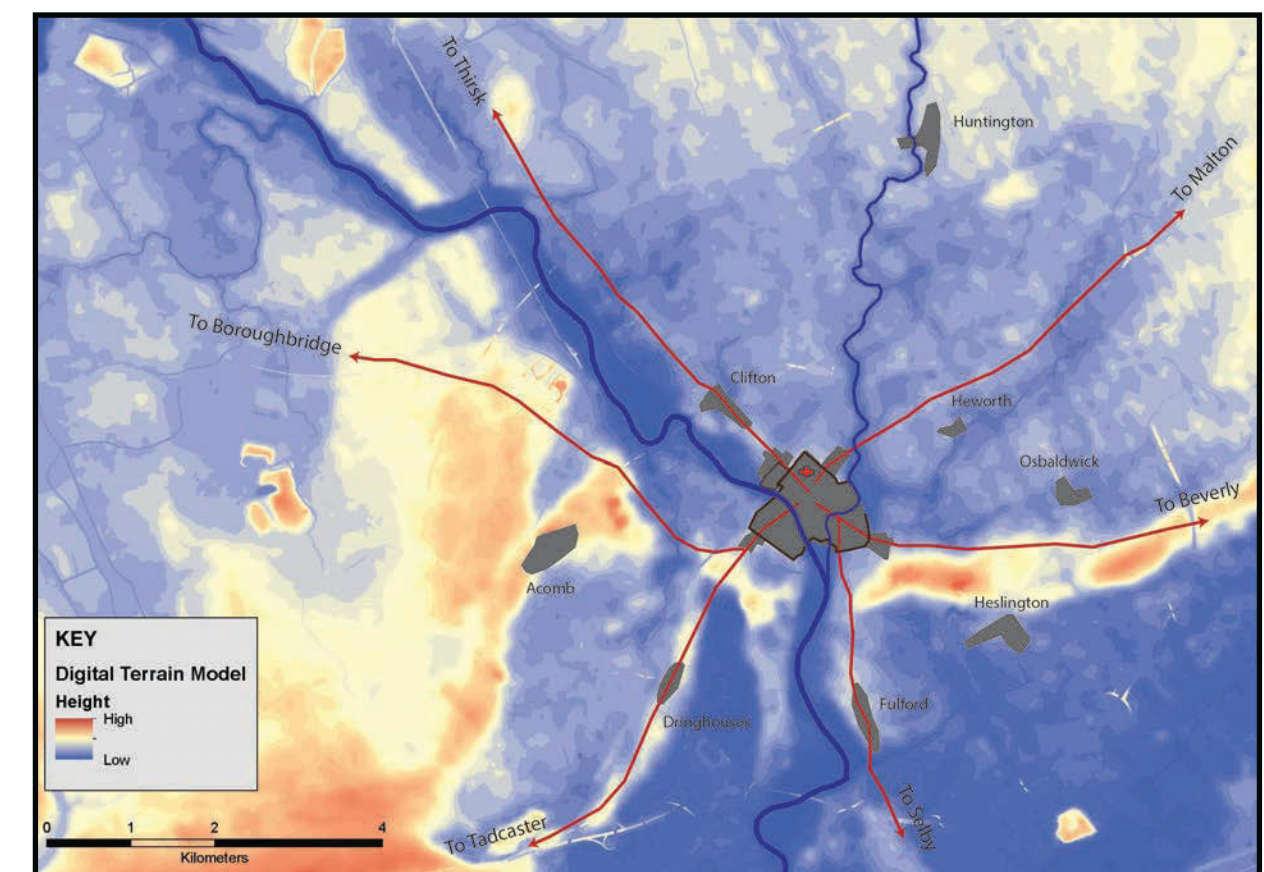 To Thirsk
Huntington
To Malton
To Boroughbridge
Clifton
Heworth
Osbaldwick
To Beverly
Acomb
Heslington
Dringhouses
Fulford
To Selby
To Tadcaster
KEY
Digital Terrain Model
Height
High
Low
0 1 2 4
Kilometers